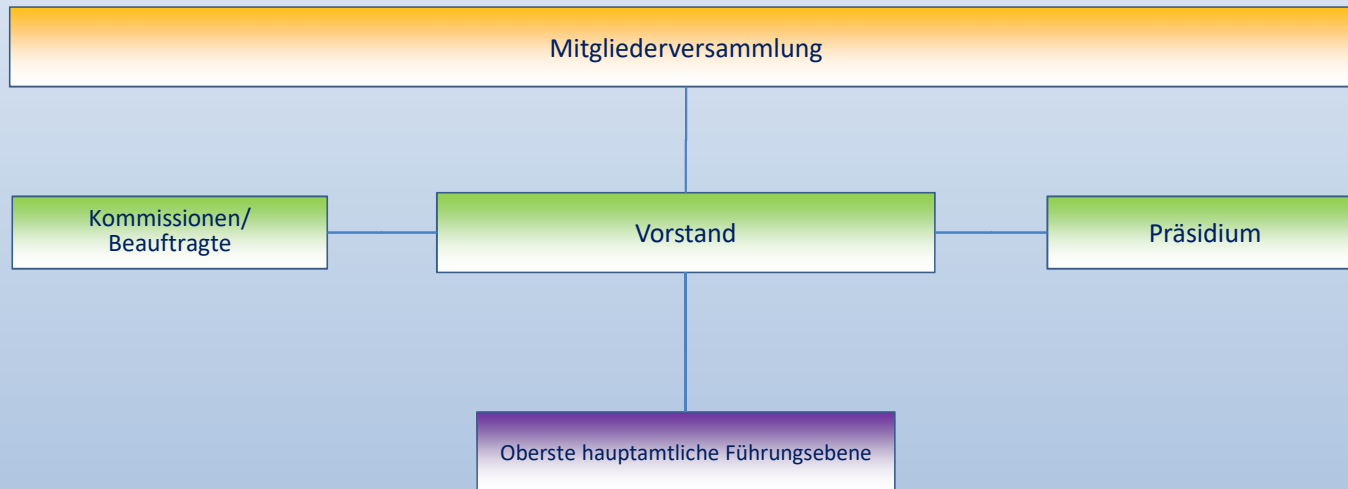 Mitgliederversammlung
Kommissionen/
Beauftragte
Vorstand
Präsidium
Oberste hauptamtliche Führungsebene